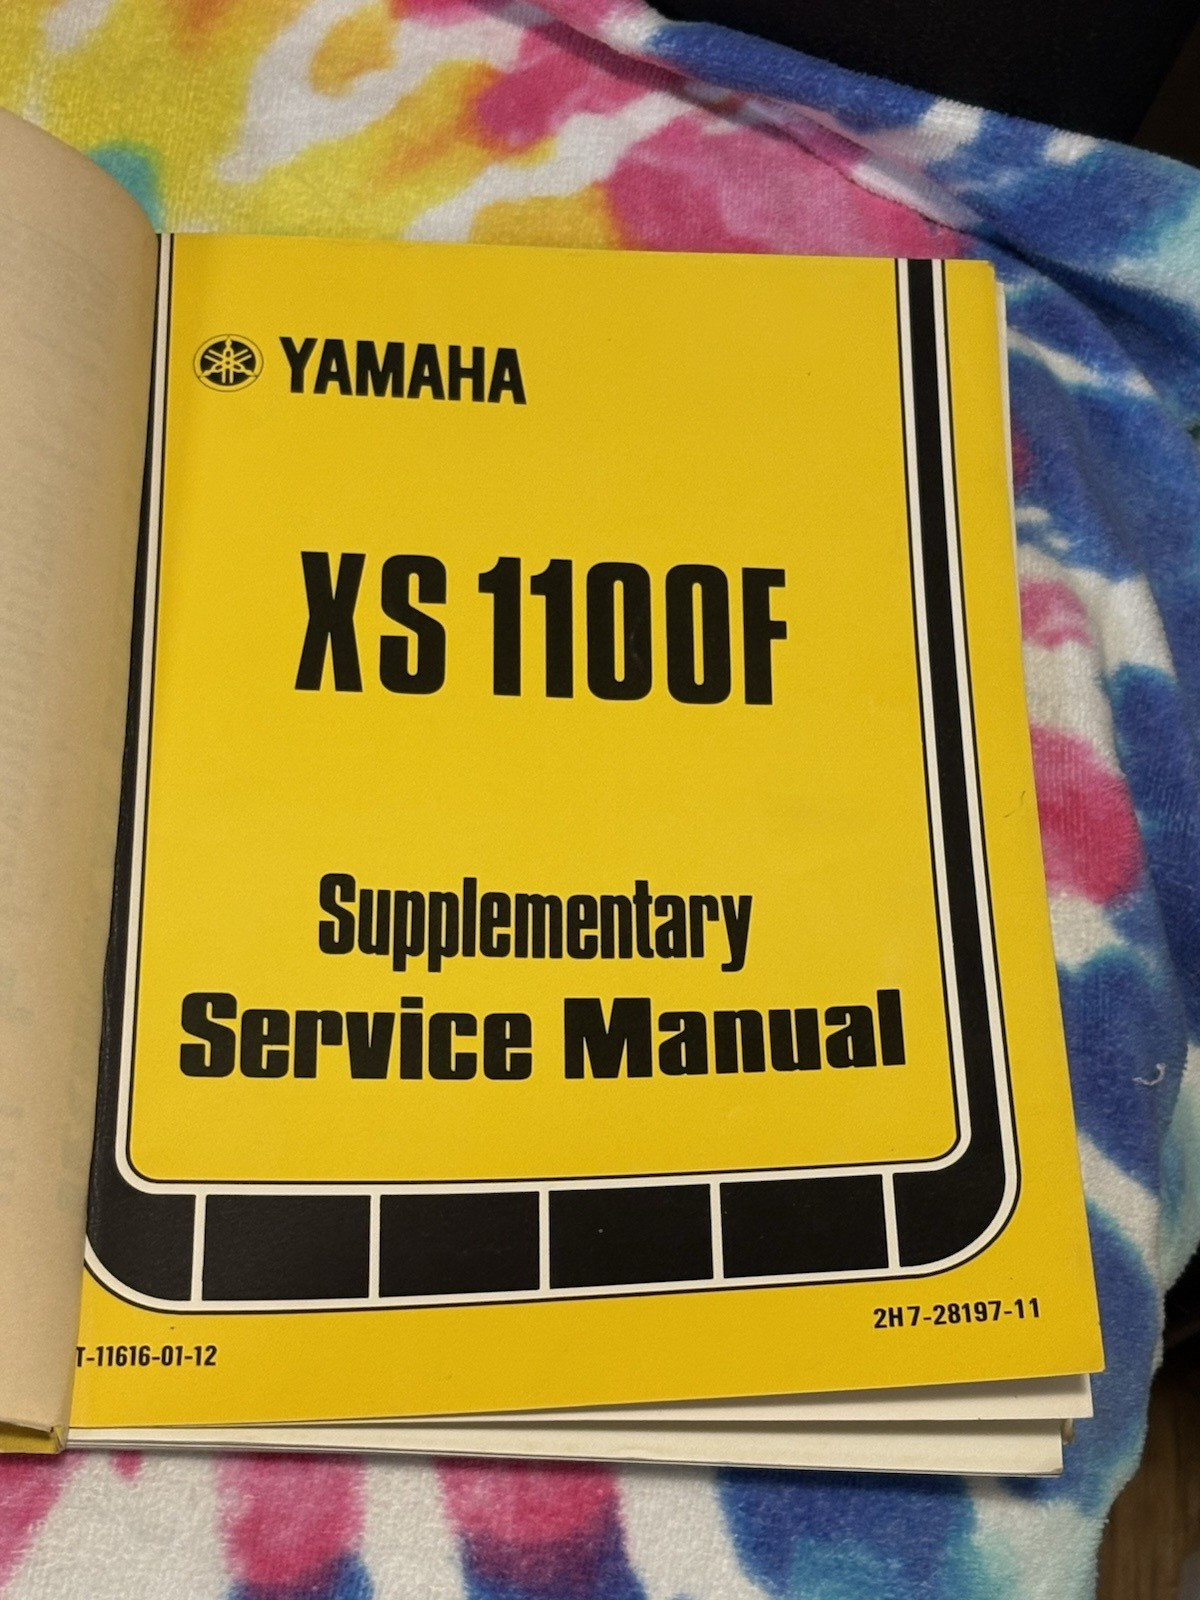 YAMAHA
XS 1100F
Supplementary
Service Manual
2H7-28197-11
T-11616-01-12